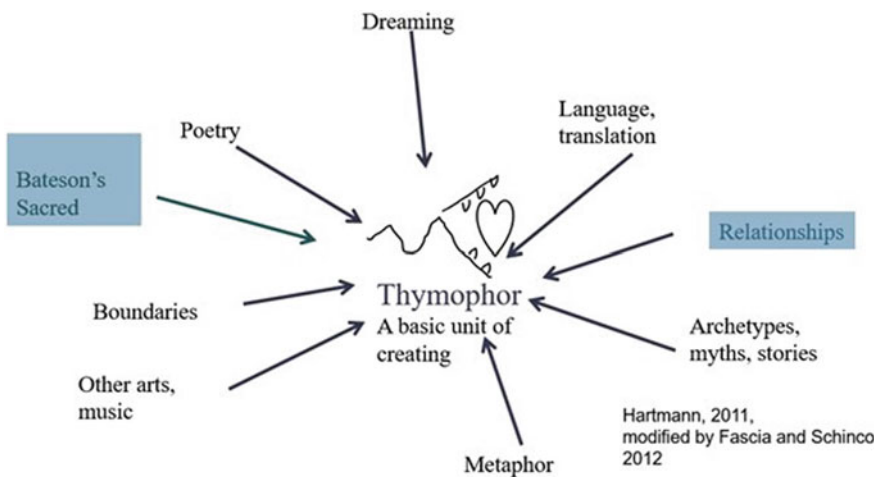 Dreaming
Language,
translation
Poetry
Bateson's
Sacred
Relationships
Thymophor
A basic unit of
creating
Boundaries
Archetypes,
myths, stories
Other arts,
music
Metaphor
Hartmann, 2011,
modified by Fascia and Schinco
2012